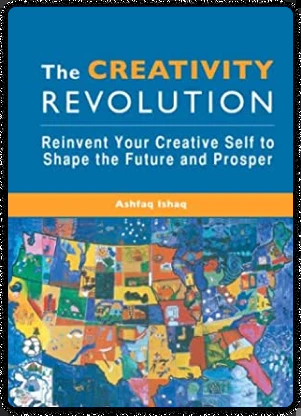 The CREATIVITY
REVOLUTION
Reinvent Your Creative Self to
Shape the Future and Prosper
Ashfaq Ishaq